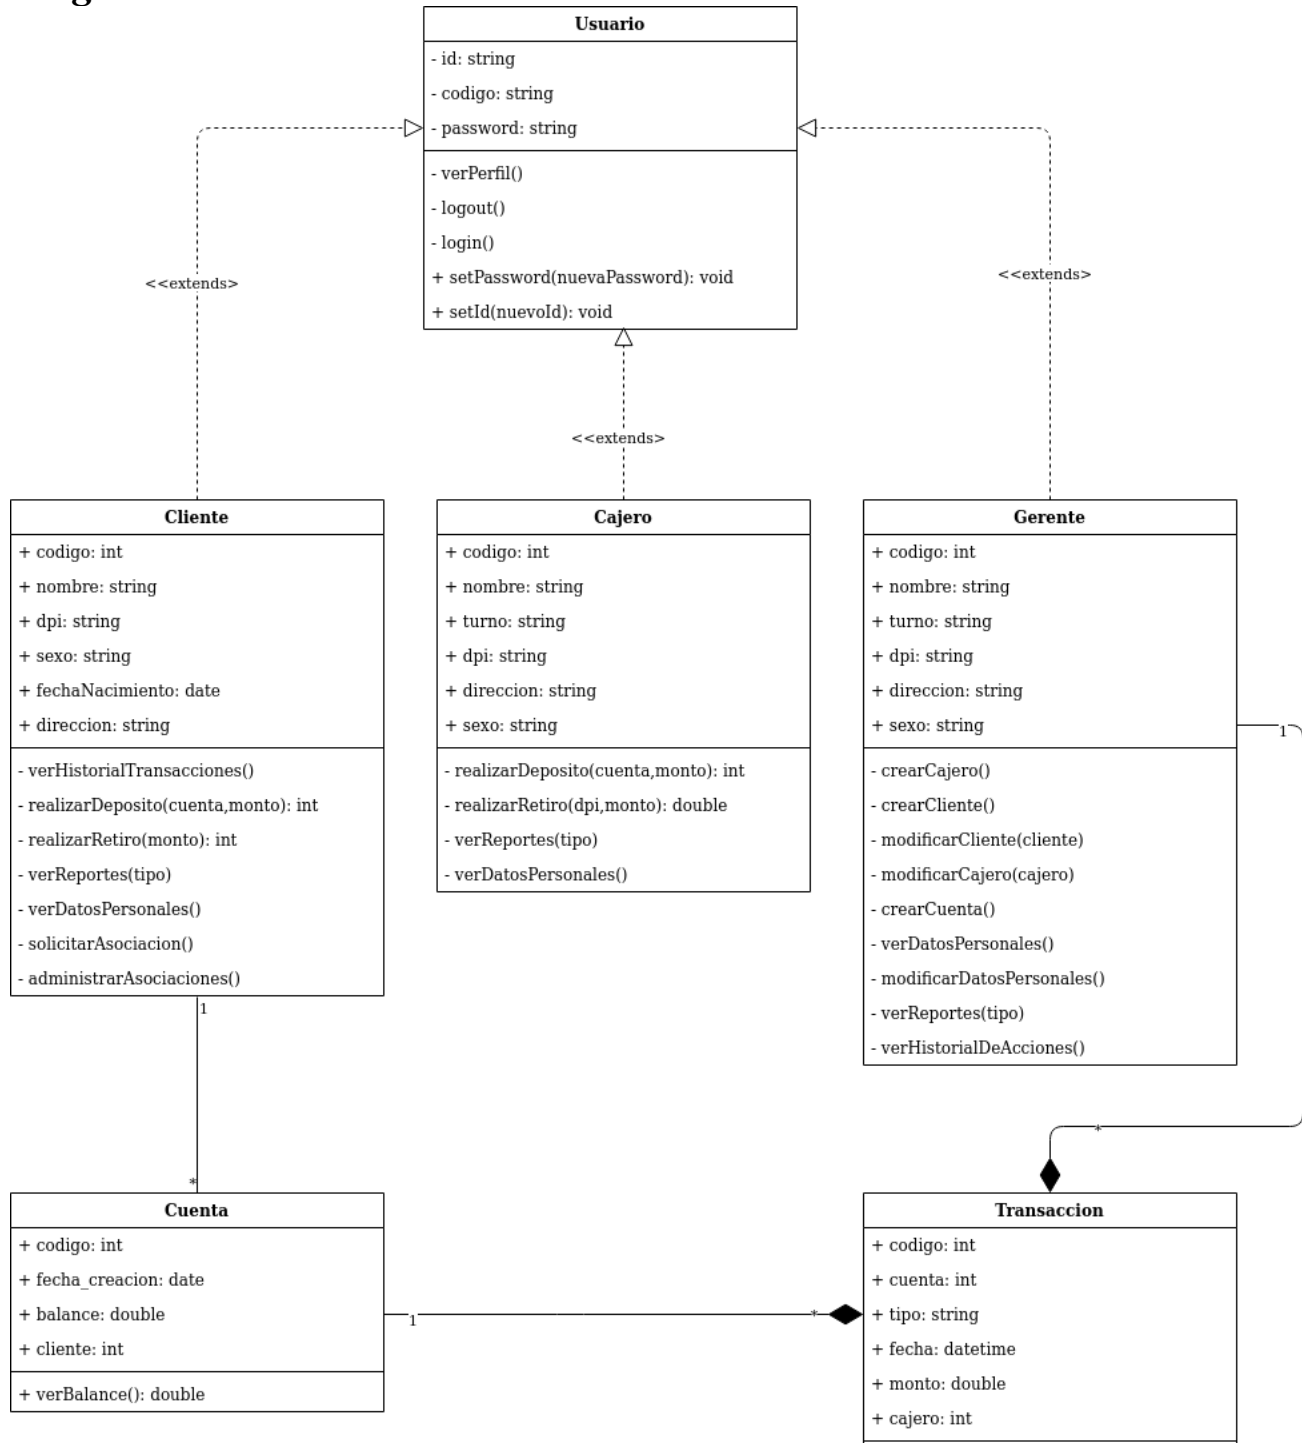 Usuario
- id: string
- codigo: string
- password: string
- verPerfil()
- logout()
- login()
+ setPassword(nuevaPassword): void
+ setId(nuevoId): void
<<extends>
<<extends>
<<extends>
Cliente
+ codigo: int
+ nombre: string
+ dpi: string
+ sexo: string
+ fechaNacimiento: date
+ direccion: string
- verHistorialTransacciones()
- realizarDeposito(cuenta,monto): int
- realizarRetiro(monto): int
- verReportes(tipo)
- verDatosPersonales()
- solicitarAsociacion()
- administrarAsociaciones()
Cajero
+ codigo: int
+ nombre: string
+ turno: string
+ dpi: string
+ direccion: string
+ sexo: string
- realizarDeposito(cuenta,monto): int
- realizarRetiro(dpi,monto): double
- verReportes(tipo)
- verDatosPersonales()
Gerente
+ codigo: int
+ nombre: string
+ turno: string
+ dpi: string
+ direccion: string
+ sexo: string
- crearCajero()
- crearCliente()
- modificarCliente(cliente)
- modificarCajero(cajero)
- crearCuenta()
- verDatosPersonales()
- modificarDatosPersonales()
- verReportes(tipo)
- verHistorialDeAcciones()
1
1
*
*
Cuenta
+ codigo: int
+ fecha_creacion: date
+ balance: double
+ cliente: int
+ verBalance(): double
1
*
Transaccion
+ codigo: int
+ cuenta: int
+ tipo: string
+ fecha: datetime
+ monto: double
+ cajero: int